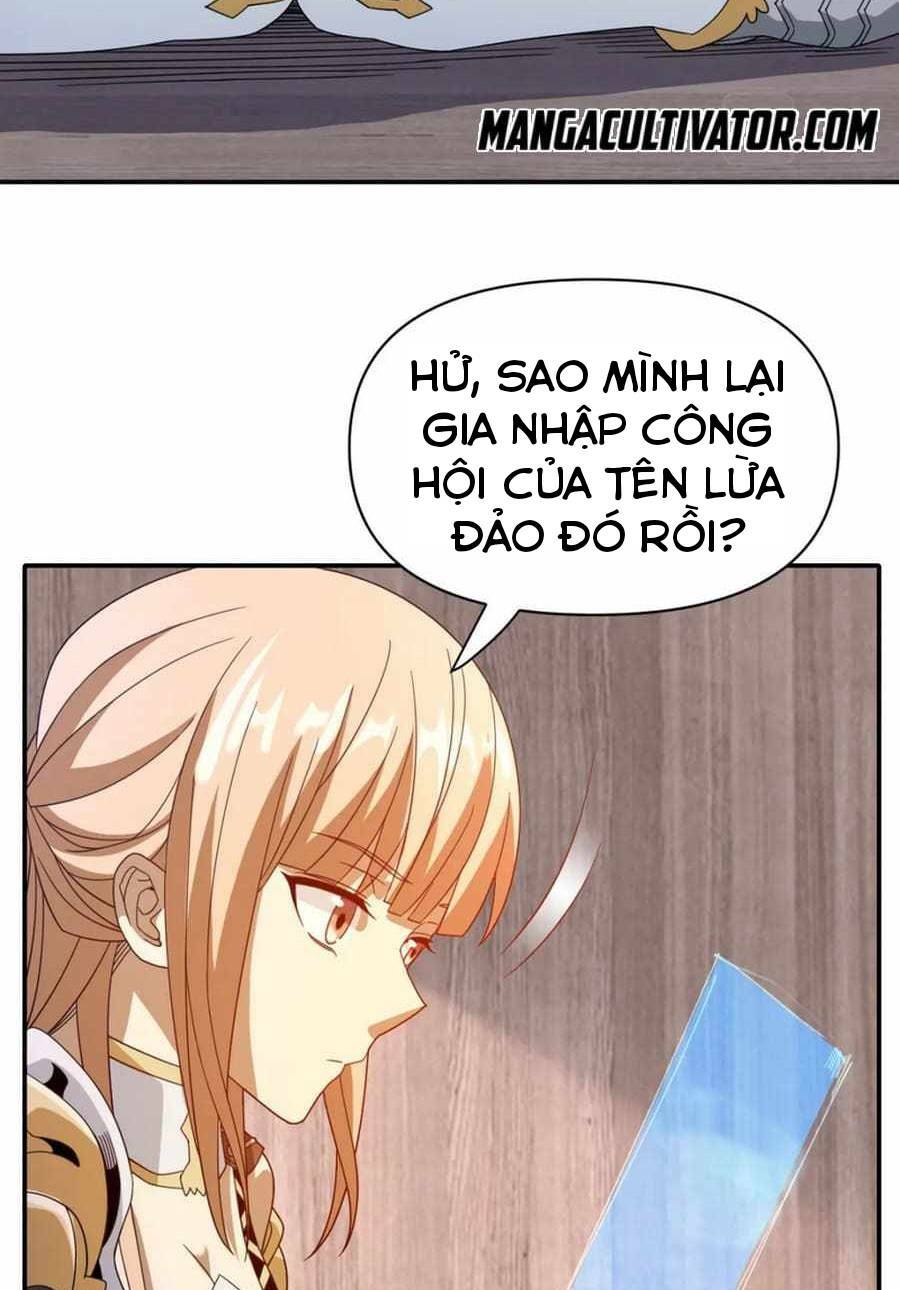 MANGACULTIVATOR.COM
HỬ, SAO MÌNH LẠI
GIA NHẬP CÔNG
HỘI CỦA TÊN LỪA
ĐẢO ĐÓ RỒI?